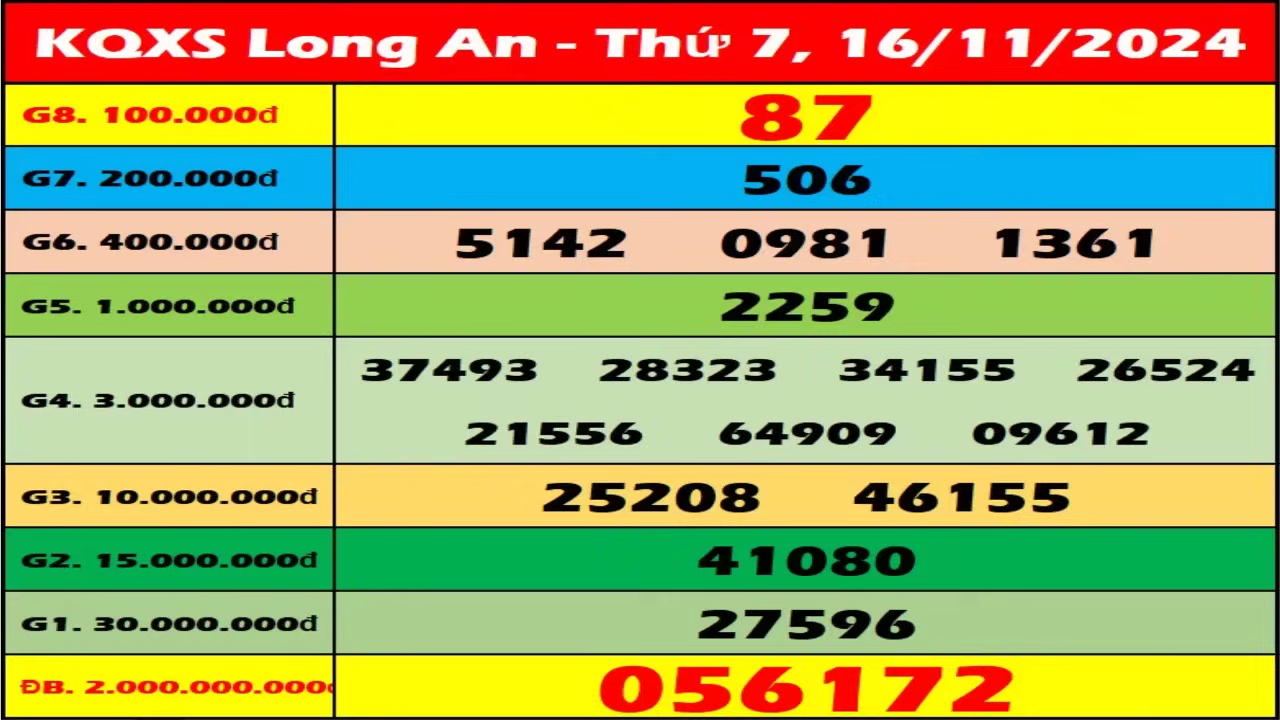 KQXS Long An - Thứ 7, 16/11/2024
G8. 100.000đ 87
G7. 200.000đ 506
G6. 400.000đ 5142 0981 1361
G5. 1.000.000đ 2259
G4. 3.000.000đ
37493 28323 34155 26524
21556 64909 09612
G3. 10.000.000đ 25208 46155
G2. 15.000.000đ 41080
G1. 30.000.000đ 27596
ĐB. 2.000.000.000đ 056172